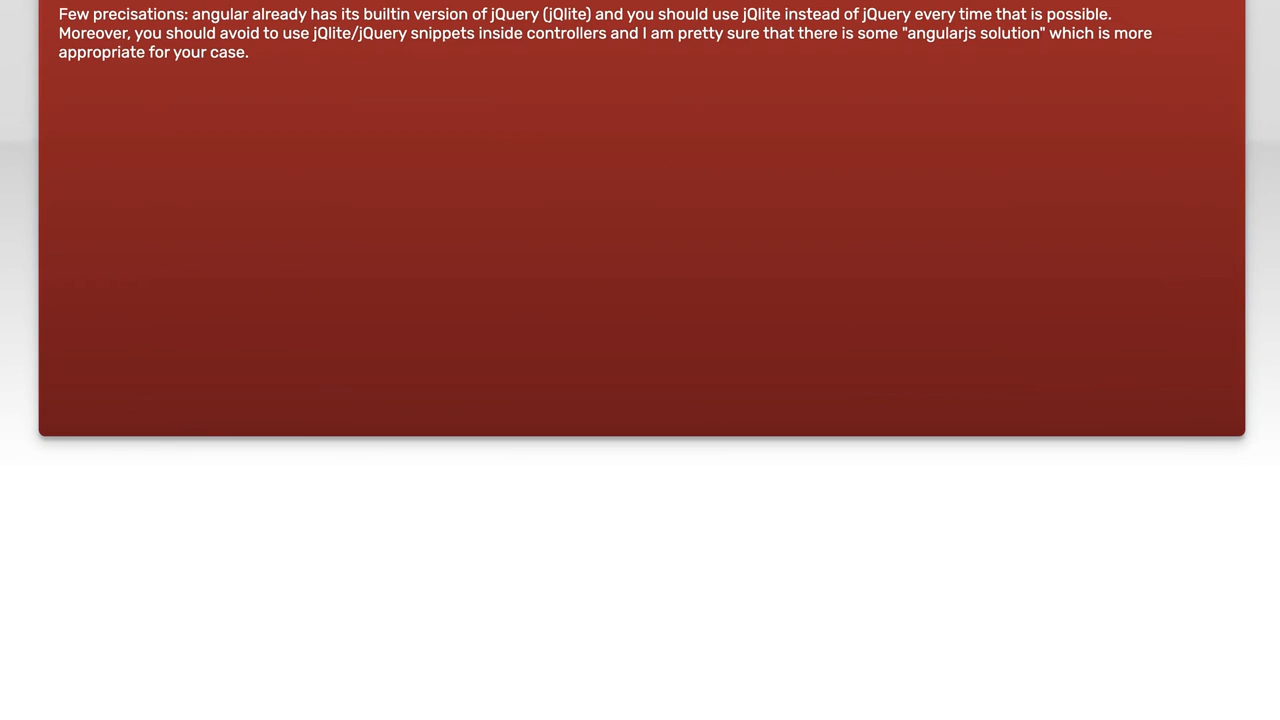 Few precisations: angular already has its builtin version of jQuery (jQlite) and you should use jQlite instead of jQuery every time that is possible.
Moreover, you should avoid to use jQlite/jQuery snippets inside controllers and I am pretty sure that there is some "angularjs solution" which is more
appropriate for your case.